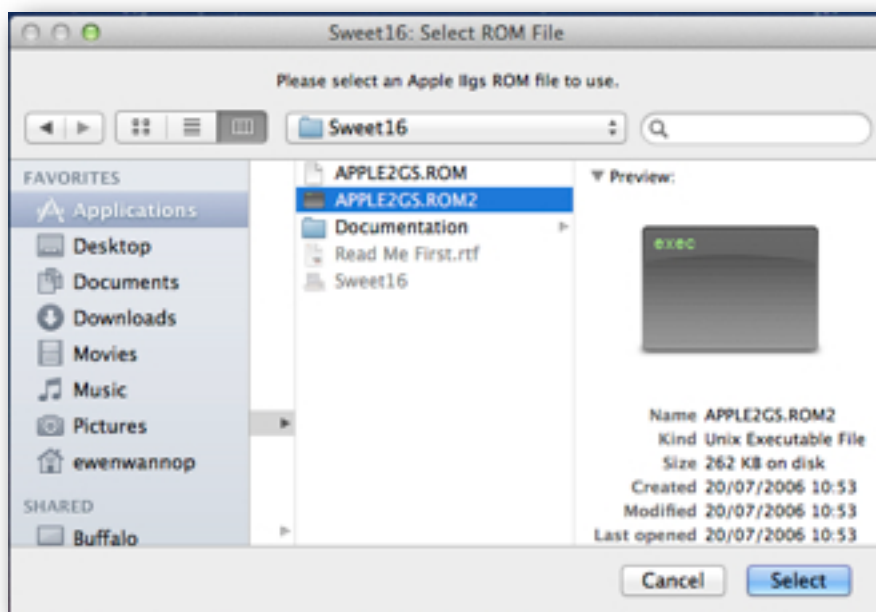 Sweet16: Select ROM File
Please select an Apple IIgs ROM file to use.
Sweet16
FAVORITES
Applications
Desktop
Documents
Downloads
Movies
Music
Pictures
ewenwannop
SHARED
Buffalo
APPLE2GS.ROM
APPLE2GS.ROM2
Documentation
Read Me First.rtf
Sweet16
Preview:
exec
Name APPLE2GS.ROM2
Kind Unix Executable File
Size 262 KB on disk
Created 20/07/2006 10:53
Modified 20/07/2006 10:53
Last opened 20/07/2006 10:53
Cancel
Select